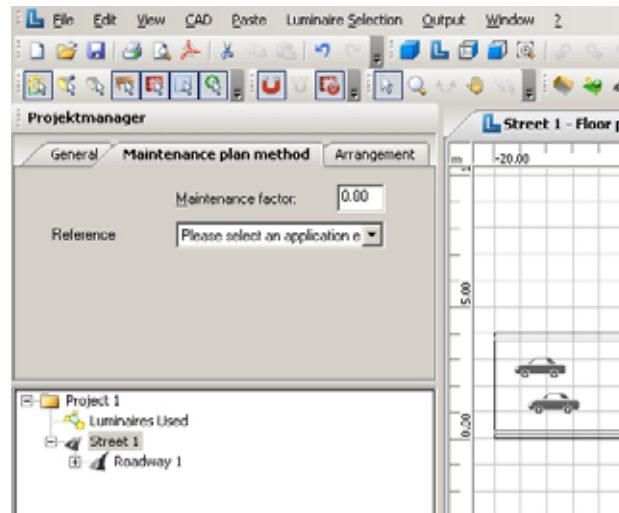 File Edit View CAD Paste Luminaire Selection Output Window ?
Projektmanager
Street 1 - Floor p
General Maintenance plan method Arrangement
m -20.00
Maintenance factor: 0.80
Reference Please select an application e
5.00
0.00
Project 1
Luminaires Used
Street 1
Roadway 1